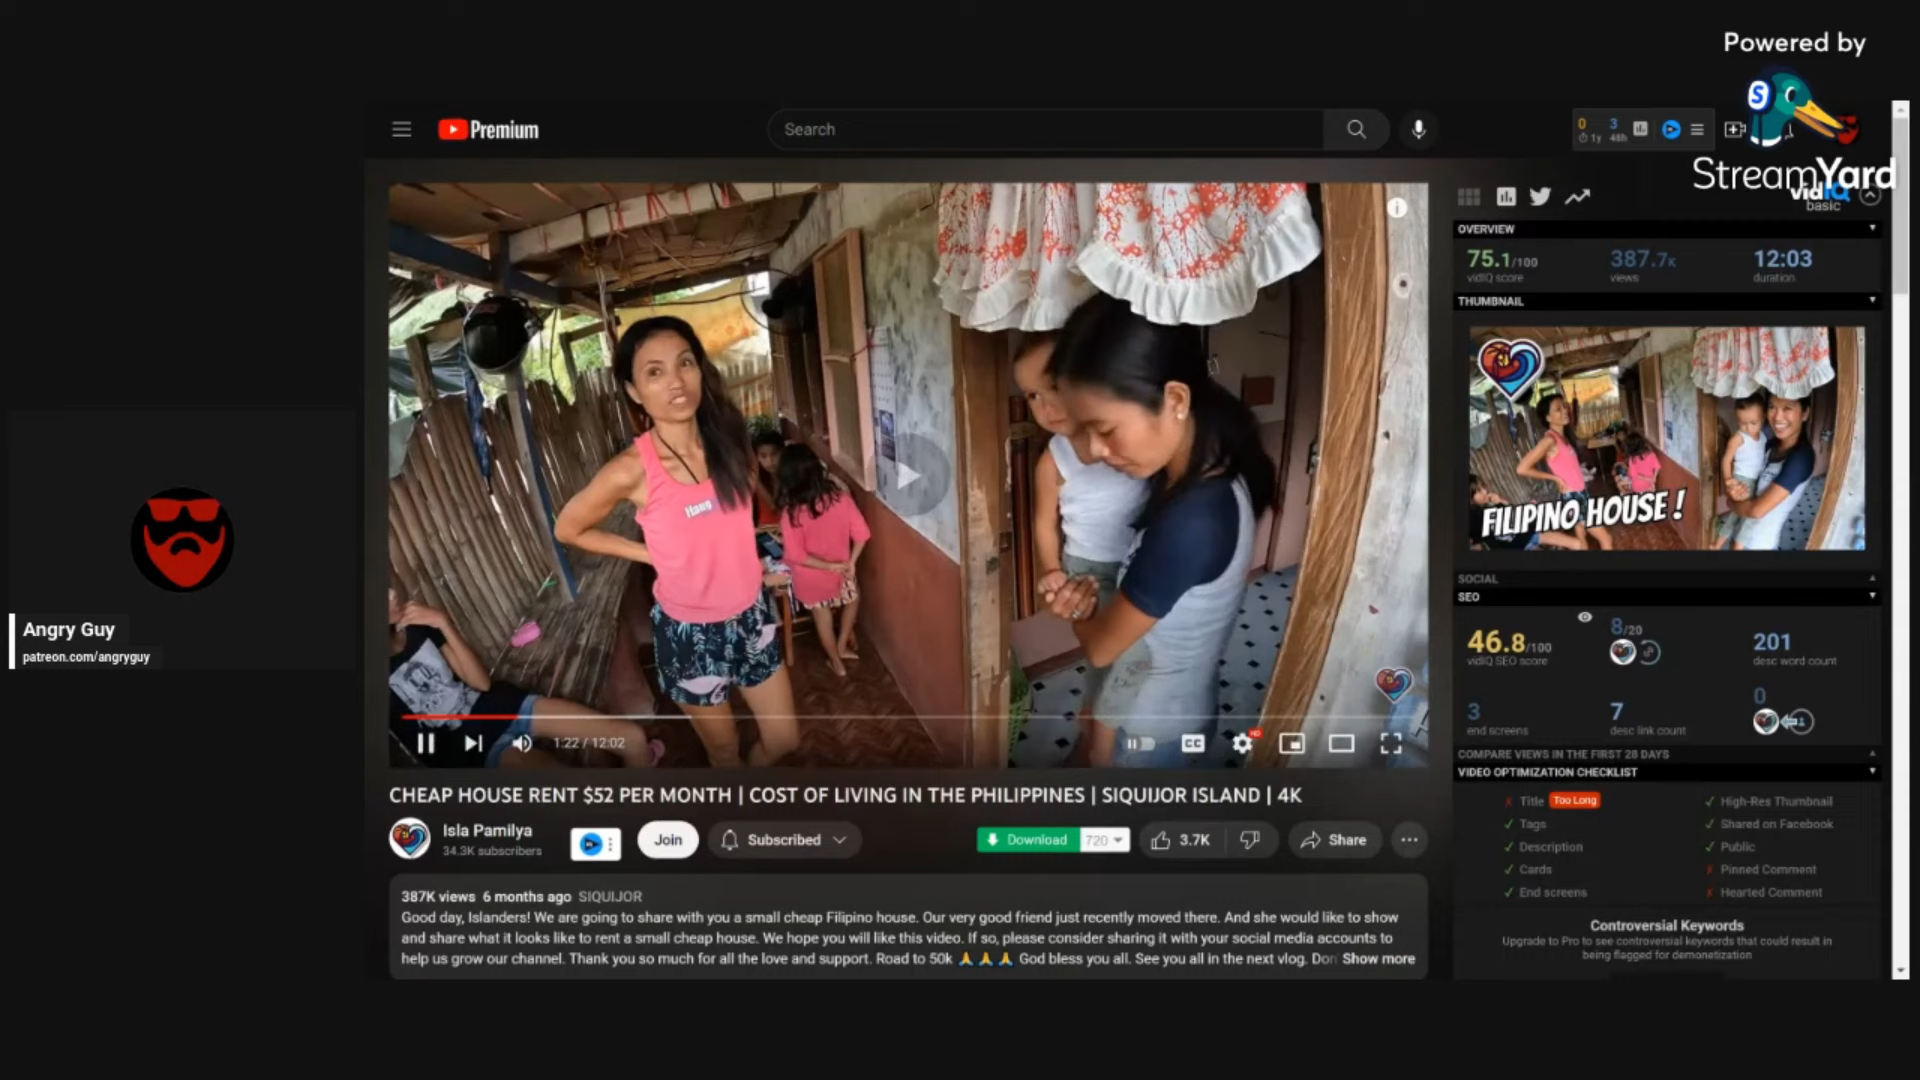 Powered by
StreamYard
Premium
Search
0 3
1y 48h
vidIQ
basic
OVERVIEW
75.1/100 387.7K 12:03
vidIQ score views duration
THUMBNAIL
FILIPINO HOUSE !
SOCIAL
SEO
46.8/100 8/20 201
vidIQ SEO score desc word count
3 7 0
end screens desc link count
COMPARE VIEWS IN THE FIRST 28 DAYS
VIDEO OPTIMIZATION CHECKLIST
Title Too Long High-Res Thumbnail
Tags Shared on Facebook
Description Public
Cards Pinned Comment
End screens Hearted Comment
Controversial Keywords
Upgrade to Pro to see controversial keywords that could result in
being flagged for demonetization
Angry Guy
patreon.com/angryguy
Hang
1:22 / 12:02
CC
HD
CHEAP HOUSE RENT $52 PER MONTH | COST OF LIVING IN THE PHILIPPINES | SIQUIJOR ISLAND | 4K
Isla Pamilya
34.3K subscribers
Join
Subscribed
Download 720
3.7K
Share
387K views 6 months ago SIQUIJOR
Good day, Islanders! We are going to share with you a small cheap Filipino house. Our very good friend just recently moved there. And she would like to show
and share what it looks like to rent a small cheap house. We hope you will like this video. If so, please consider sharing it with your social media accounts to
help us grow our channel. Thank you so much for all the love and support. Road to 50k 🙏 🙏 🙏 God bless you all. See you all in the next vlog. Don Show more